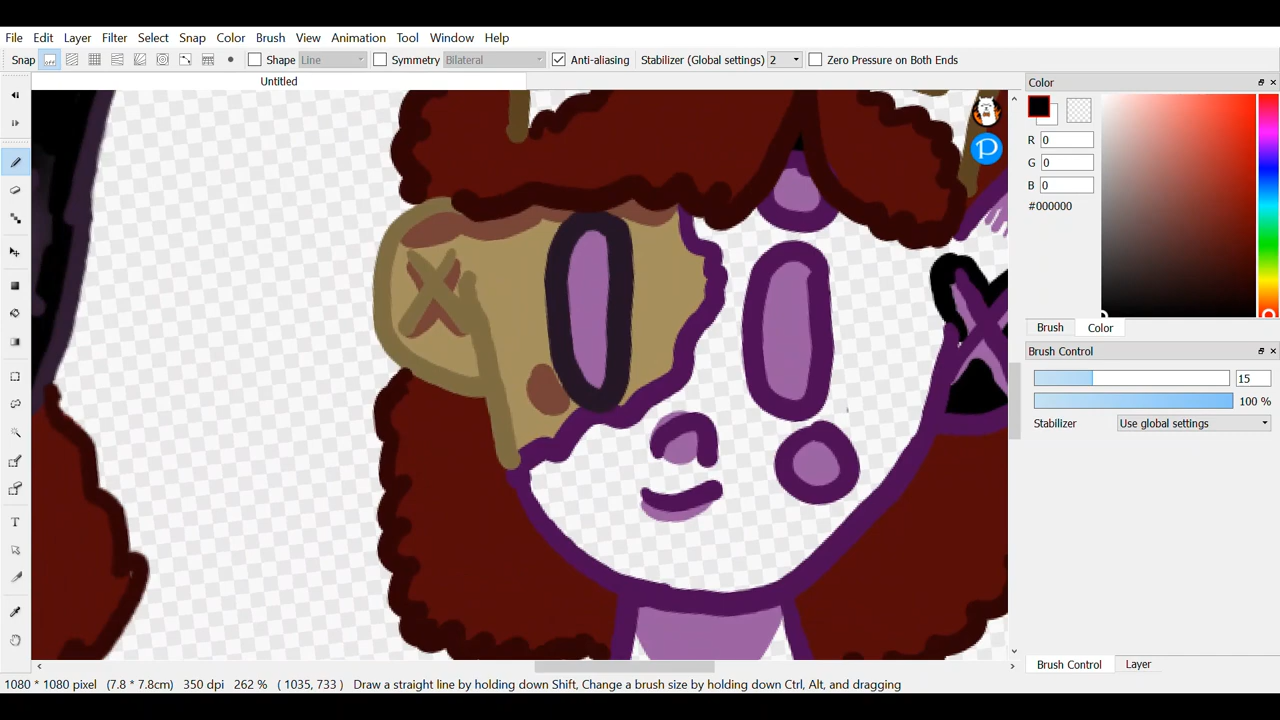 File Edit Layer Filter Select Snap Color Brush View Animation Tool Window Help
Snap Shape Line Symmetry Bilateral Anti-aliasing Stabilizer (Global settings) 2 Zero Pressure on Both Ends
Untitled
Color
R 0
G 0
B 0
#000000
Brush Color
Brush Control
15
100 %
Stabilizer Use global settings
Brush Control Layer
1080 * 1080 pixel (7.8 * 7.8cm) 350 dpi 262 % ( 1035, 733 ) Draw a straight line by holding down Shift, Change a brush size by holding down Ctrl, Alt, and dragging